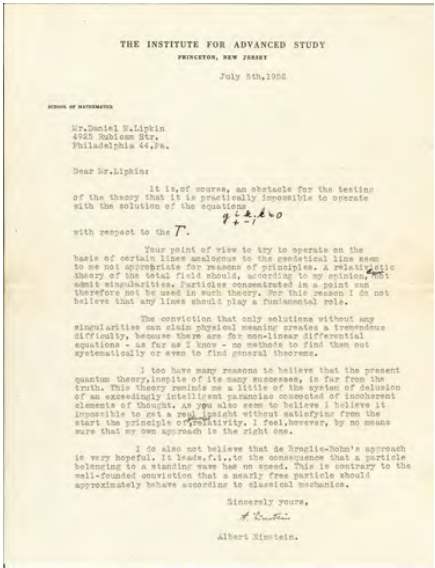 THE INSTITUTE FOR ADVANCED STUDY
PRINCETON, NEW JERSEY
July 5th,1952
SCHOOL OF MATHEMATICS
Mr.Daniel M.Lipkin
4925 Rubicam Str.
Philadelphia 44.Pa.
Dear Mr.Lipkin:
It is,of course, an obstacle for the testing
of the theory that it is practically impossible to operate
with the solution of the equations
with respect to the Γ.
Your point of view to try to operate on the
basis of certain lines analogous to the geodetical line seem
to me not appropriate for reasons of principles. A relativistic
theory of the total field should, according to my opinion, not
admit singularities. Particles concentrated in a point can
therefore not be used in such theory. For this reason I do not
believe that any lines should play a fundamental role.
The conviction that only solutions without any
singularities can claim physical meaning creates a tremendous
difficulty, because there are for non-linear differential
equations - as far as I know - no methods to find them out
systematically or even to find general theorems.
I too have many reasons to believe that the present
quantum theory,inspite of its many successes, is far from the
truth. This theory reminds me a little of the system of delusion
of an exceedingly intelligent paranoiac concocted of incoherent
elements of thought. As you also seem to believe I believe it
impossible to get a real insight without satisfying from the
start the principle of relativity. I feel,however, by no means
sure that my own approach is the right one.
I do also not believe that de Broglie-Bohm's approach
is very hopeful. It leads,f.i.,to the consequence that a particle
belonging to a standing wave has no speed. This is contrary to the
well-founded conviction that a nearly free particle should
approximately behave according to classical mechanics.
Sincerely yours,
A. Einstein
Albert Einstein.